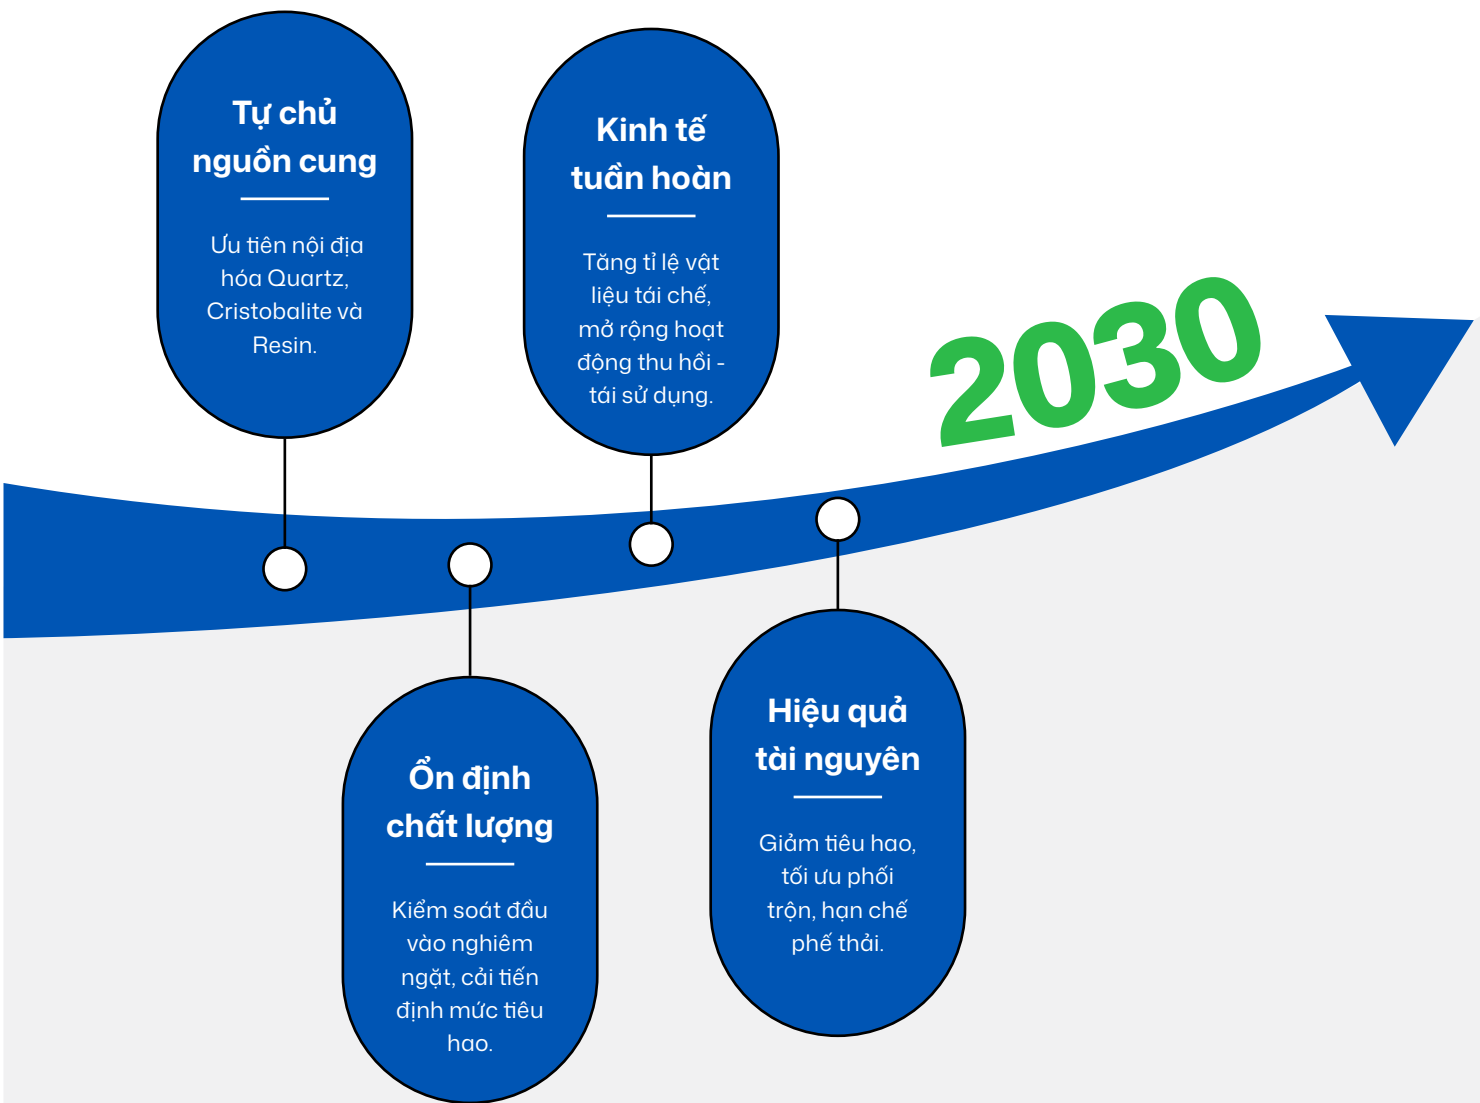 Tự chủ
nguồn cung
Ưu tiên nội địa
hóa Quartz,
Cristobalite và
Resin.
Ổn định
chất lượng
Kiểm soát đầu
vào nghiêm
ngặt, cải tiến
định mức tiêu
hao.
Kinh tế
tuần hoàn
Tăng tỉ lệ vật
liệu tái chế,
mở rộng hoạt
động thu hồi -
tái sử dụng.
Hiệu quả
tài nguyên
Giảm tiêu hao,
tối ưu phối
trộn, hạn chế
phế thải.
2030